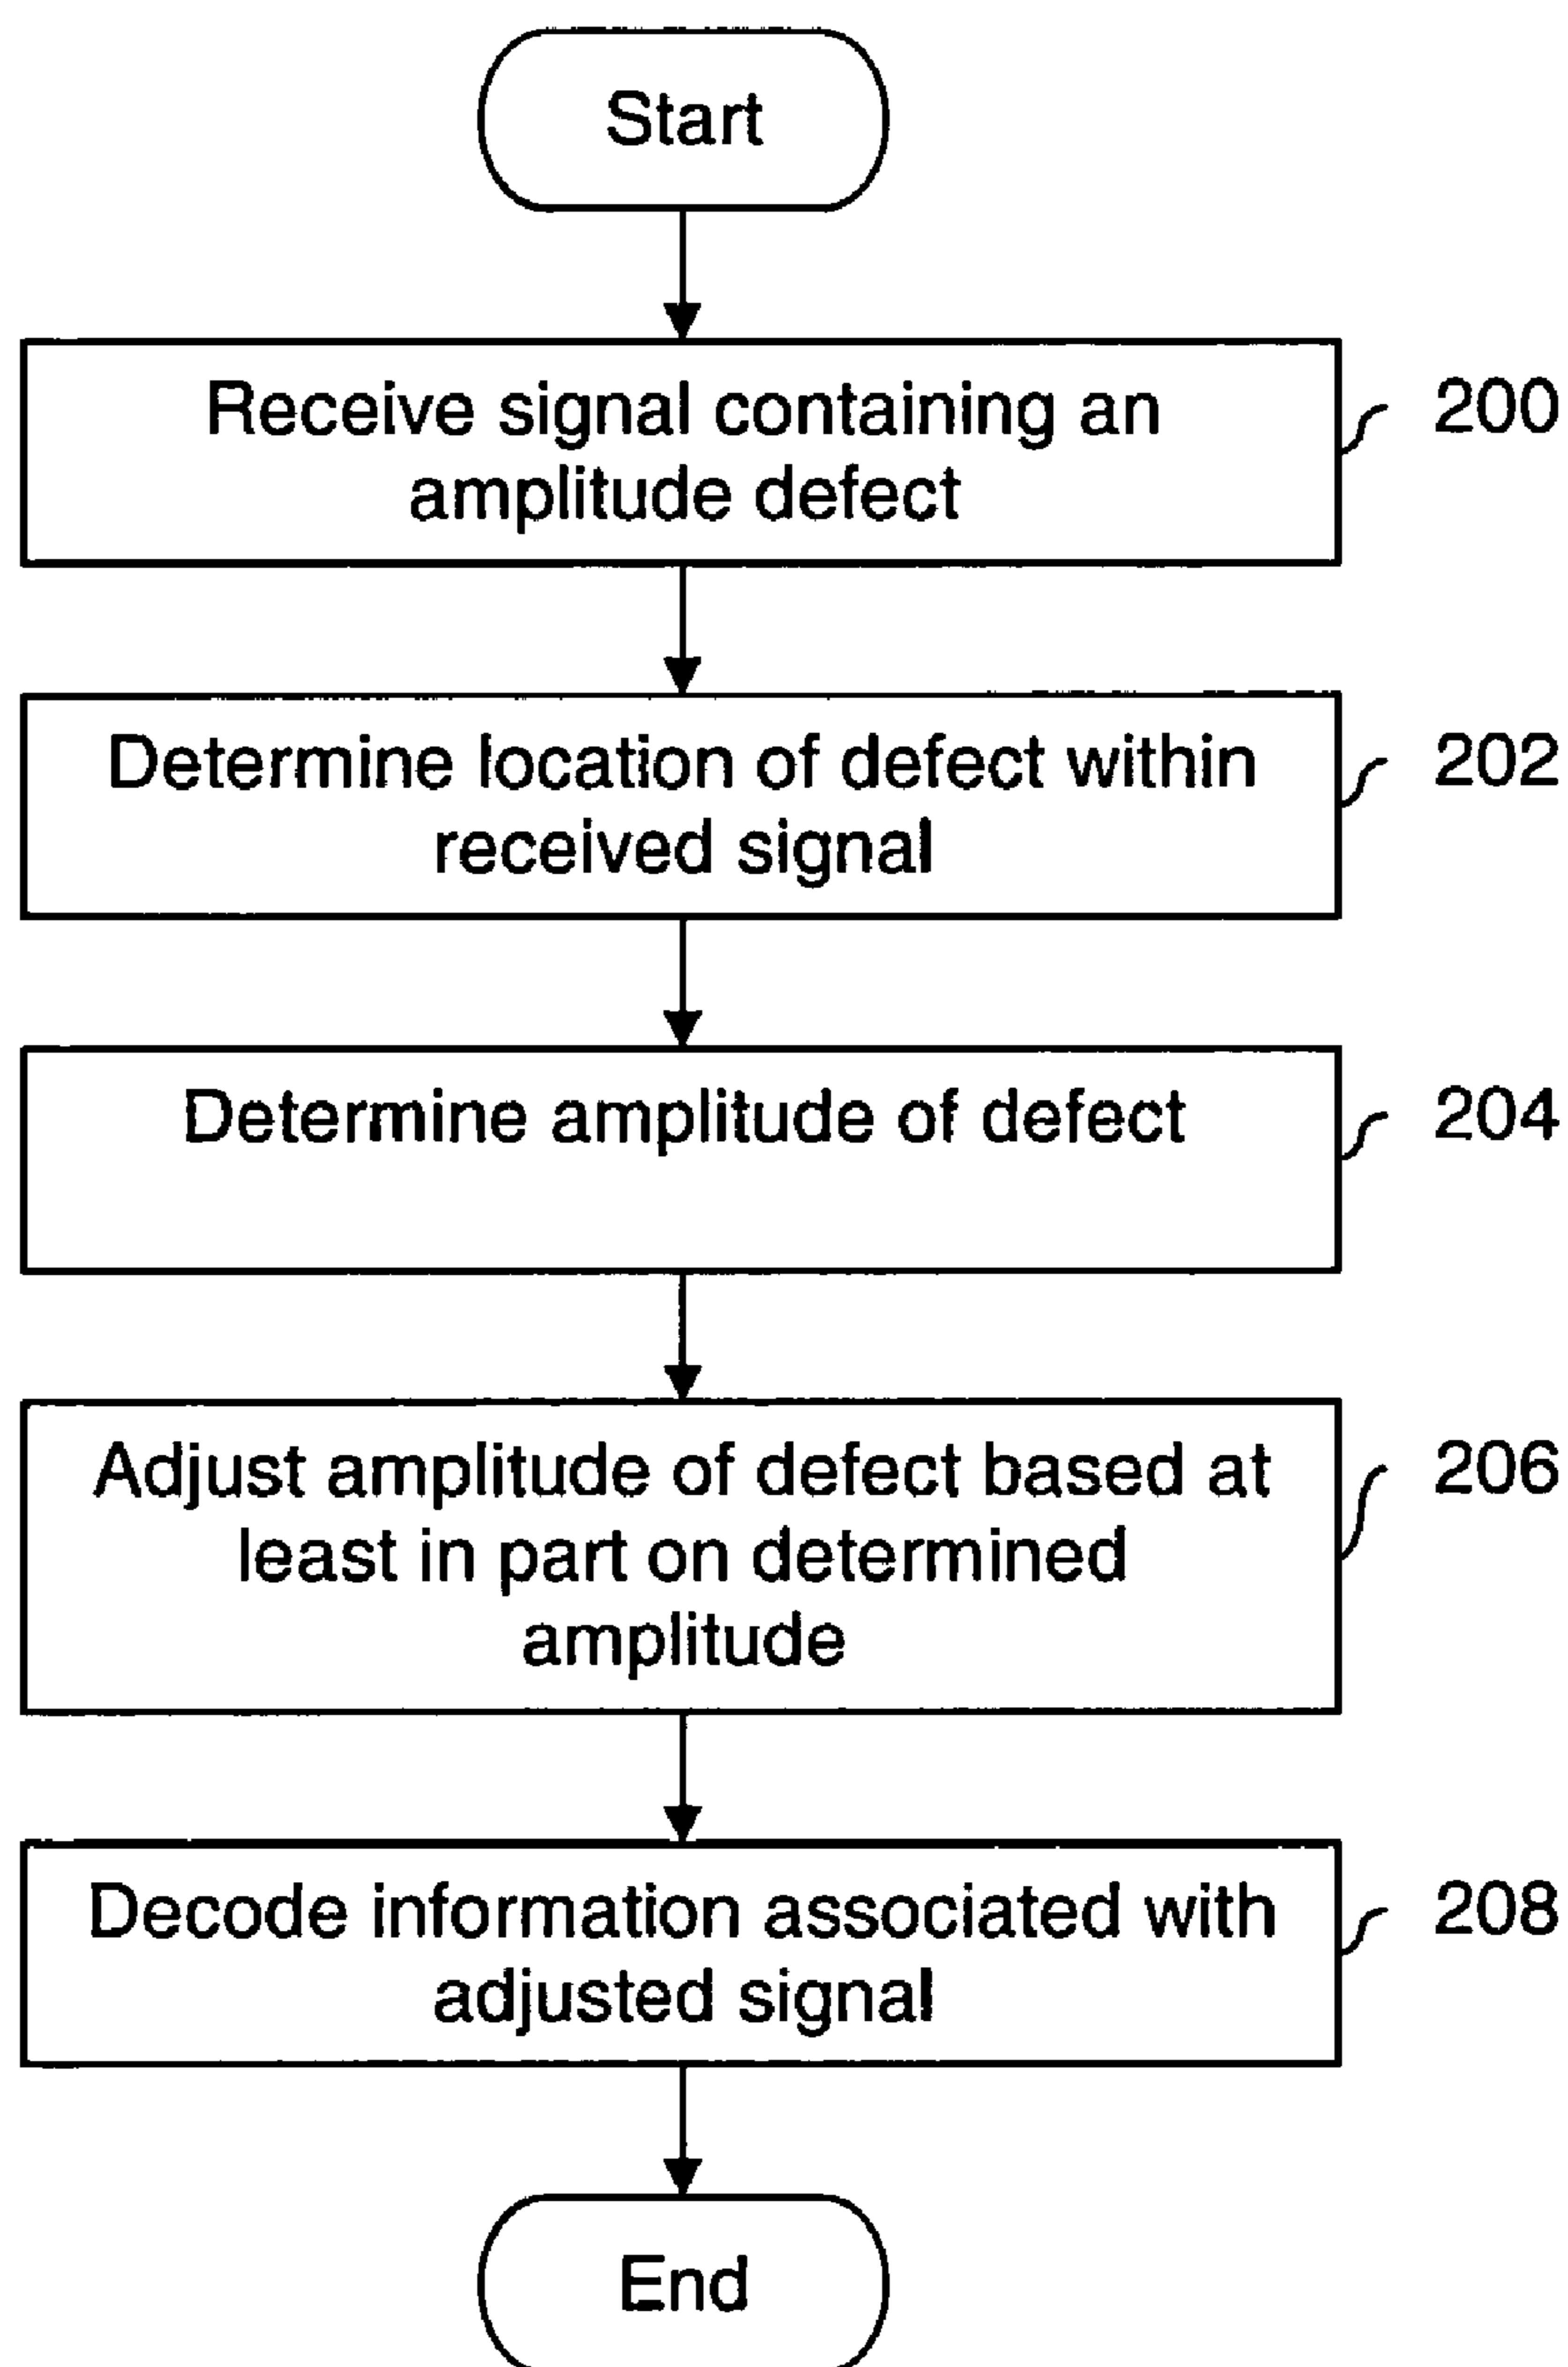 Start
Receive signal containing an
amplitude defect
200
Determine location of defect within
received signal
202
Determine amplitude of defect
204
Adjust amplitude of defect based at
least in part on determined
amplitude
206
Decode information associated with
adjusted signal
208
End